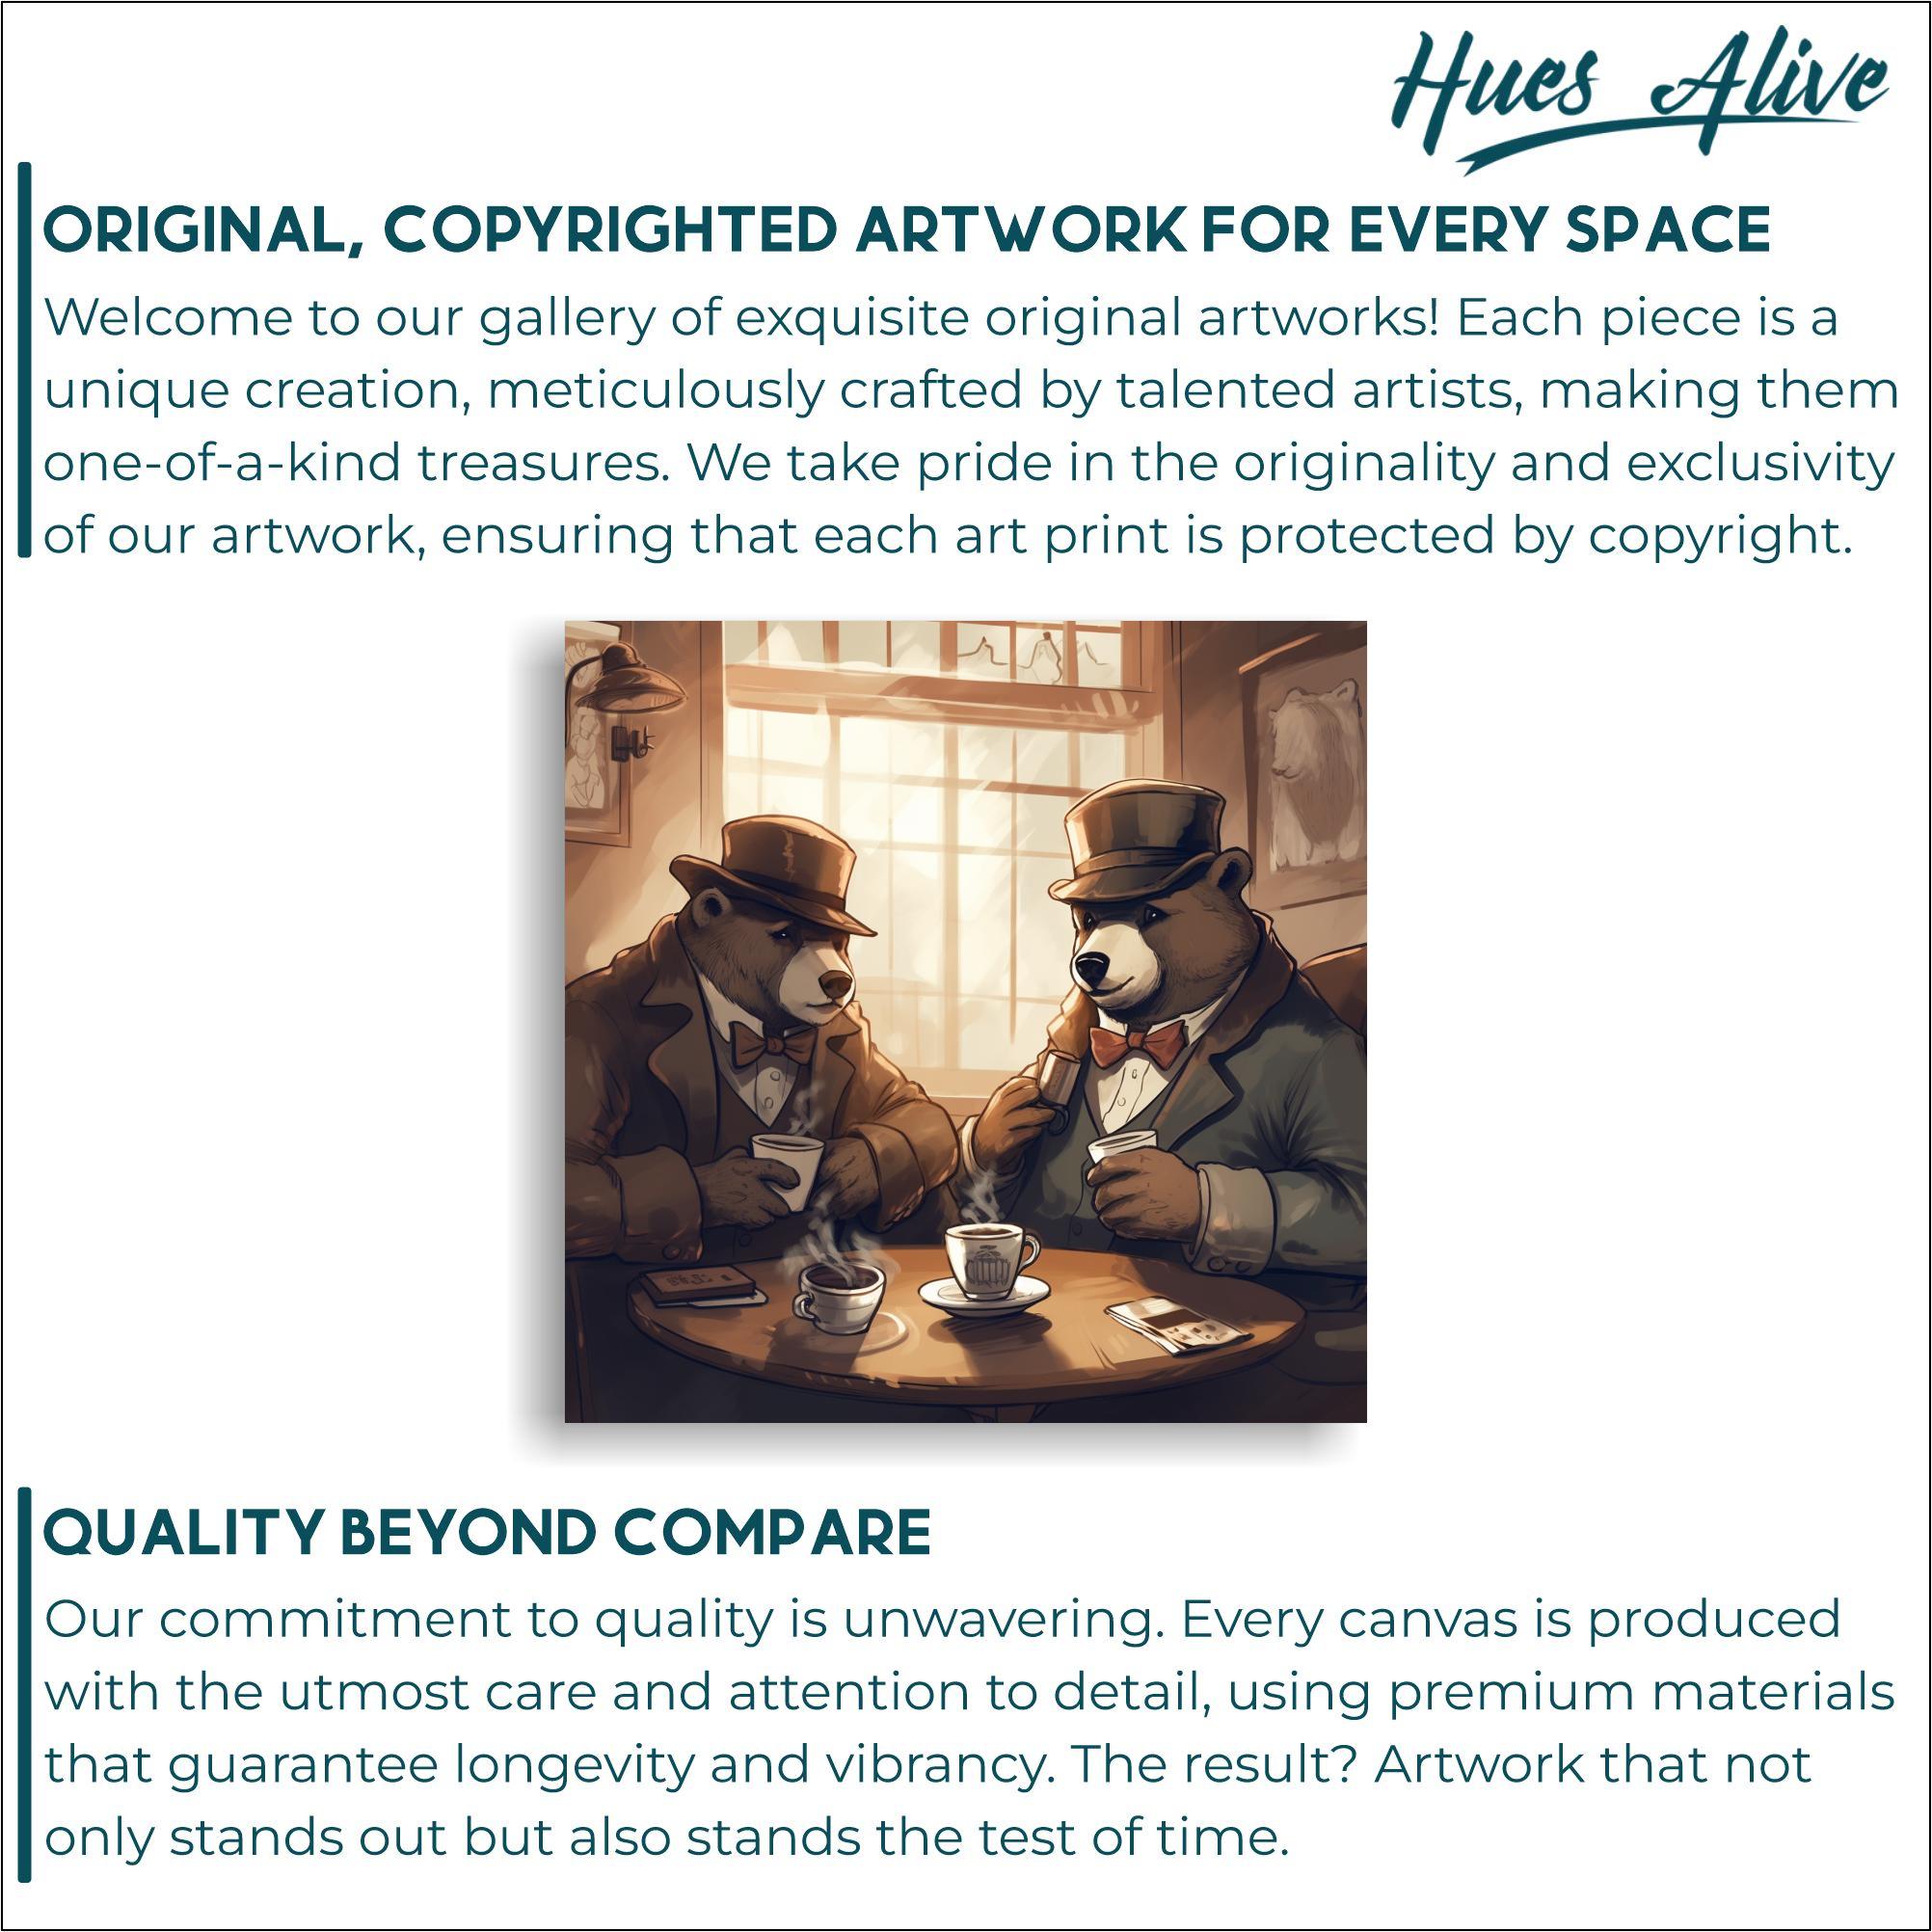 Hues Alive
ORIGINAL, COPYRIGHTED ARTWORK FOR EVERY SPACE
Welcome to our gallery of exquisite original artworks! Each piece is a
unique creation, meticulously crafted by talented artists, making them
one-of-a-kind treasures. We take pride in the originality and exclusivity
of our artwork, ensuring that each art print is protected by copyright.
QUALITY BEYOND COMPARE
Our commitment to quality is unwavering. Every canvas is produced
with the utmost care and attention to detail, using premium materials
that guarantee longevity and vibrancy. The result? Artwork that not
only stands out but also stands the test of time.